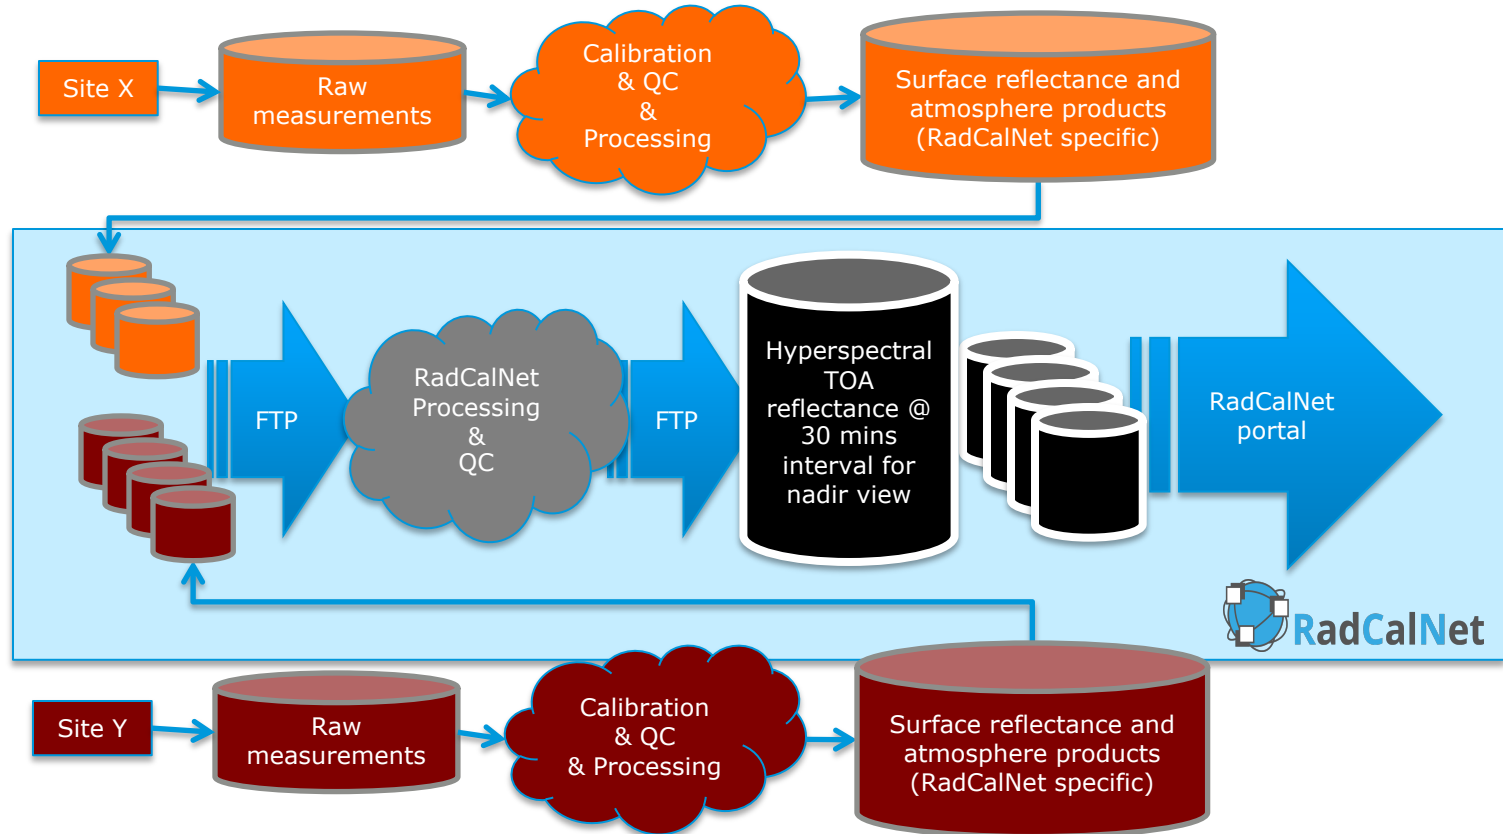 Site X
Raw
measurements
Calibration
& QC
&
Processing
Surface reflectance and
atmosphere products
(RadCalNet specific)
FTP
RadCalNet
Processing
&
QC
FTP
Hyperspectral
TOA
reflectance @
30 mins
interval for
nadir view
RadCalNet
portal
RadCalNet
Site Y
Raw
measurements
Calibration
& QC
& Processing
Surface reflectance and
atmosphere products
(RadCalNet specific)